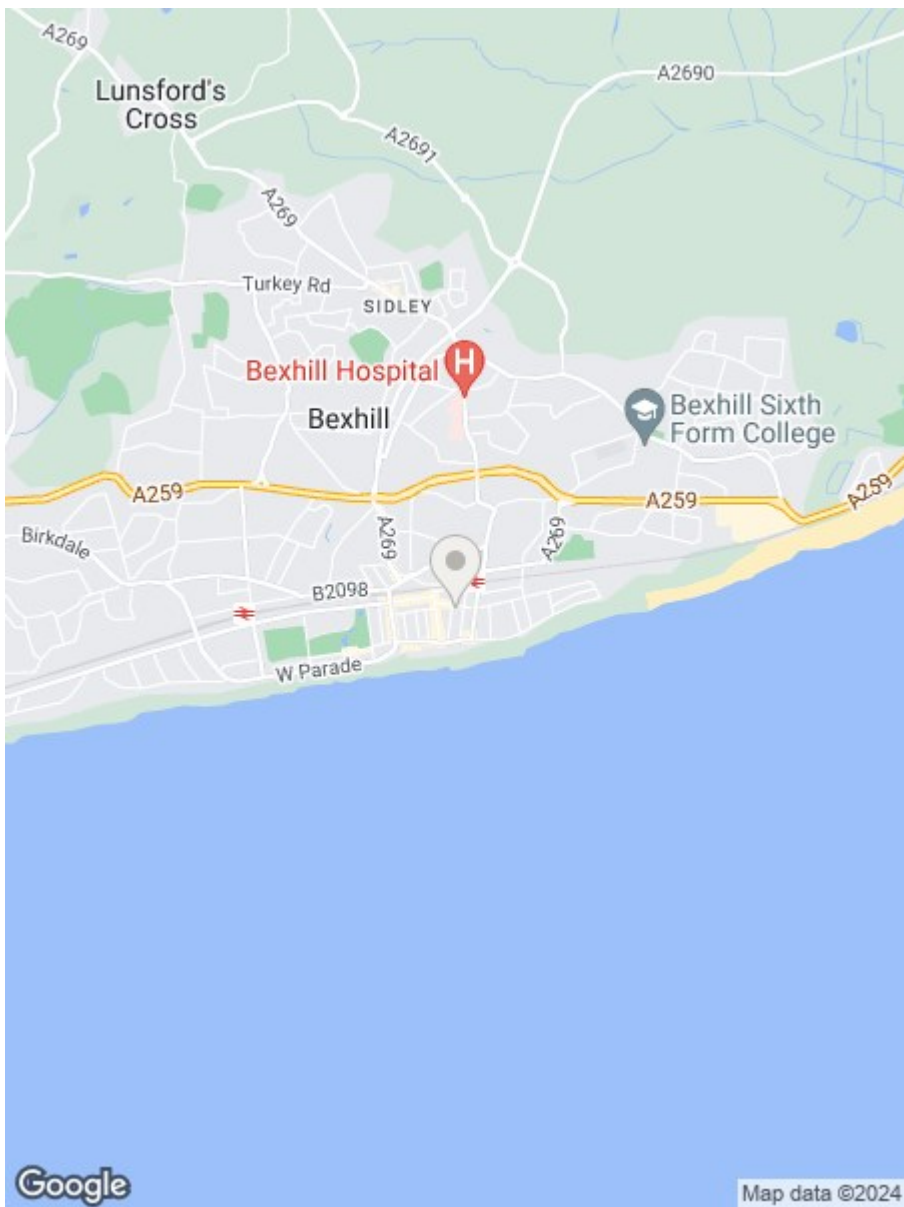 A269
A2690
Lunsford's
Cross
A2691
A269
Turkey Rd
SIDLEY
H
Bexhill Hospital
Bexhill
Bexhill Sixth
Form College
A259
A259
A259
Birkdale
A269
A269
B2098
W Parade
Google
Map data ©2024